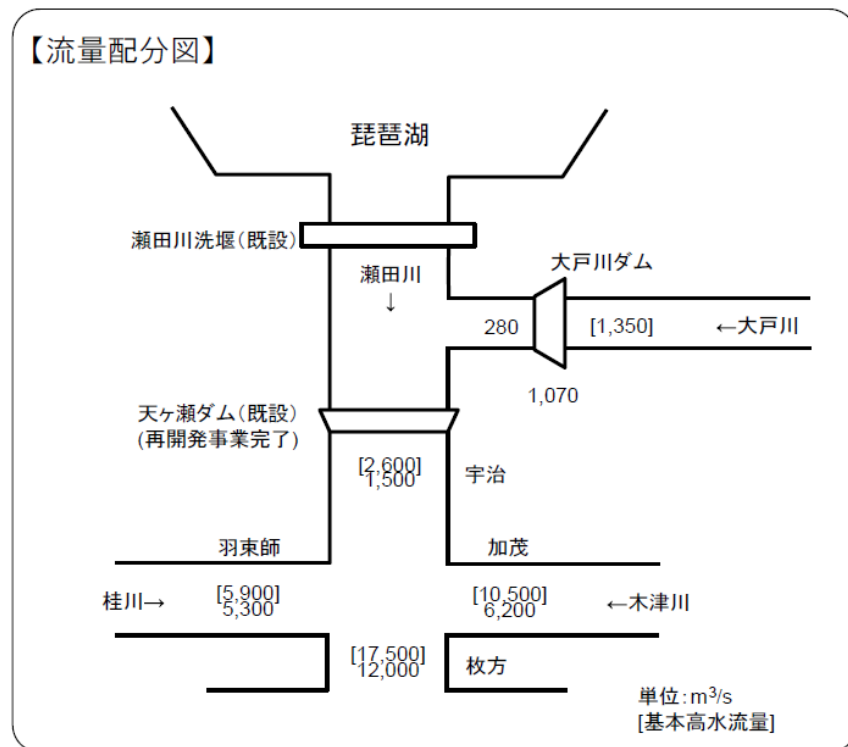 【流量配分図】
琵琶湖
瀬田川洗堰(既設)
瀬田川
↓
大戸川ダム
280
[1,350]
←大戸川
1,070
天ヶ瀬ダム(既設)
(再開発事業完了)
[2,600]
1,500
宇治
羽束師
加茂
桂川→
[5,900]
5,300
[10,500]
6,200
←木津川
[17,500]
12,000
枚方
単位:m³/s
[基本高水流量]